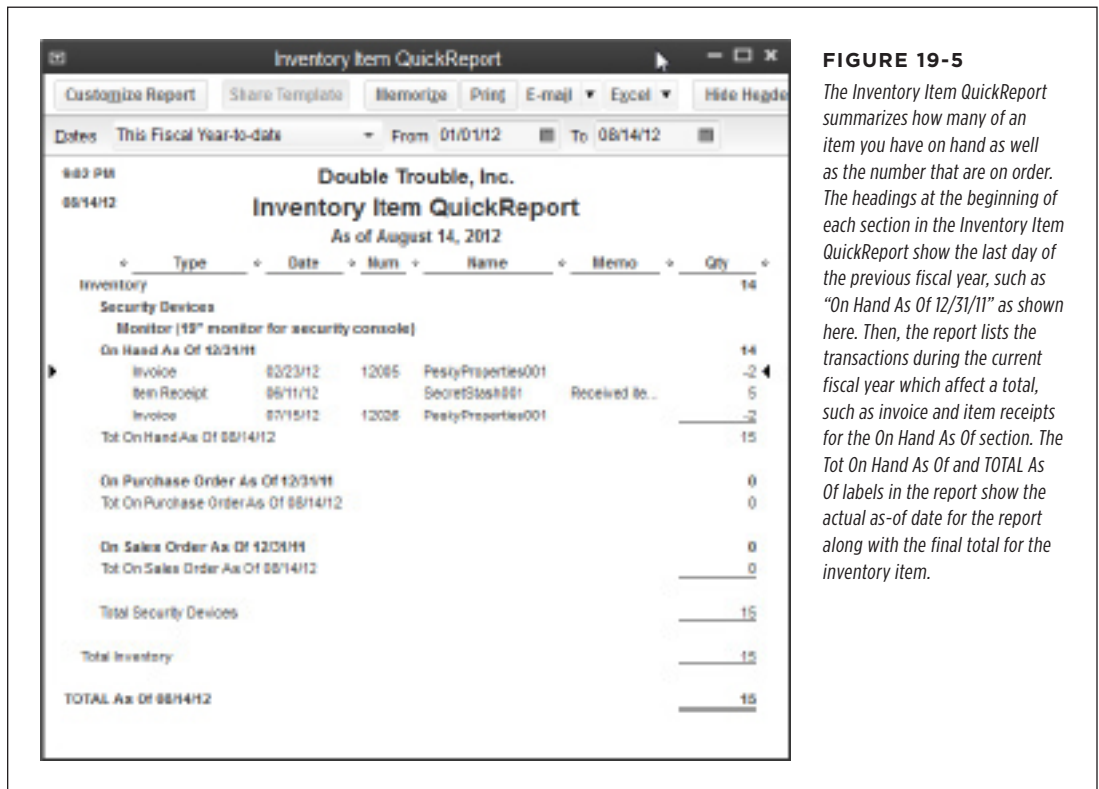 Inventory Item QuickReport
Customize Report Share Template Memorize Print E-mail Excel Hide Heade
Dates This Fiscal Year-to-date From 01/01/12 To 08/14/12
9:02 PM Double Trouble, Inc.
08/14/12 Inventory Item QuickReport
As of August 14, 2012
Type Date Num Name Memo Qty
Inventory 14
Security Devices
Monitor (19" monitor for security console)
On Hand As Of 12/31/11 14
Invoice 02/23/12 12005 PeskyProperties001 -2
Item Receipt 06/11/12 SecretStash001 Received ite... 5
Invoice 07/15/12 12026 PeskyProperties001 -2
Tot On Hand As Of 08/14/12 15
On Purchase Order As Of 12/31/11 0
Tot On Purchase Order As Of 08/14/12 0
On Sales Order As Of 12/31/11 0
Tot On Sales Order As Of 08/14/12 0
Total Security Devices 15
Total Inventory 15
TOTAL As Of 08/14/12 15
FIGURE 19-5
The Inventory Item QuickReport
summarizes how many of an
item you have on hand as well
as the number that are on order.
The headings at the beginning of
each section in the Inventory Item
QuickReport show the last day of
the previous fiscal year, such as
“On Hand As Of 12/31/11” as shown
here. Then, the report lists the
transactions during the current
fiscal year which affect a total,
such as invoice and item receipts
for the On Hand As Of section. The
Tot On Hand As Of and TOTAL As
Of labels in the report show the
actual as-of date for the report
along with the final total for the
inventory item.